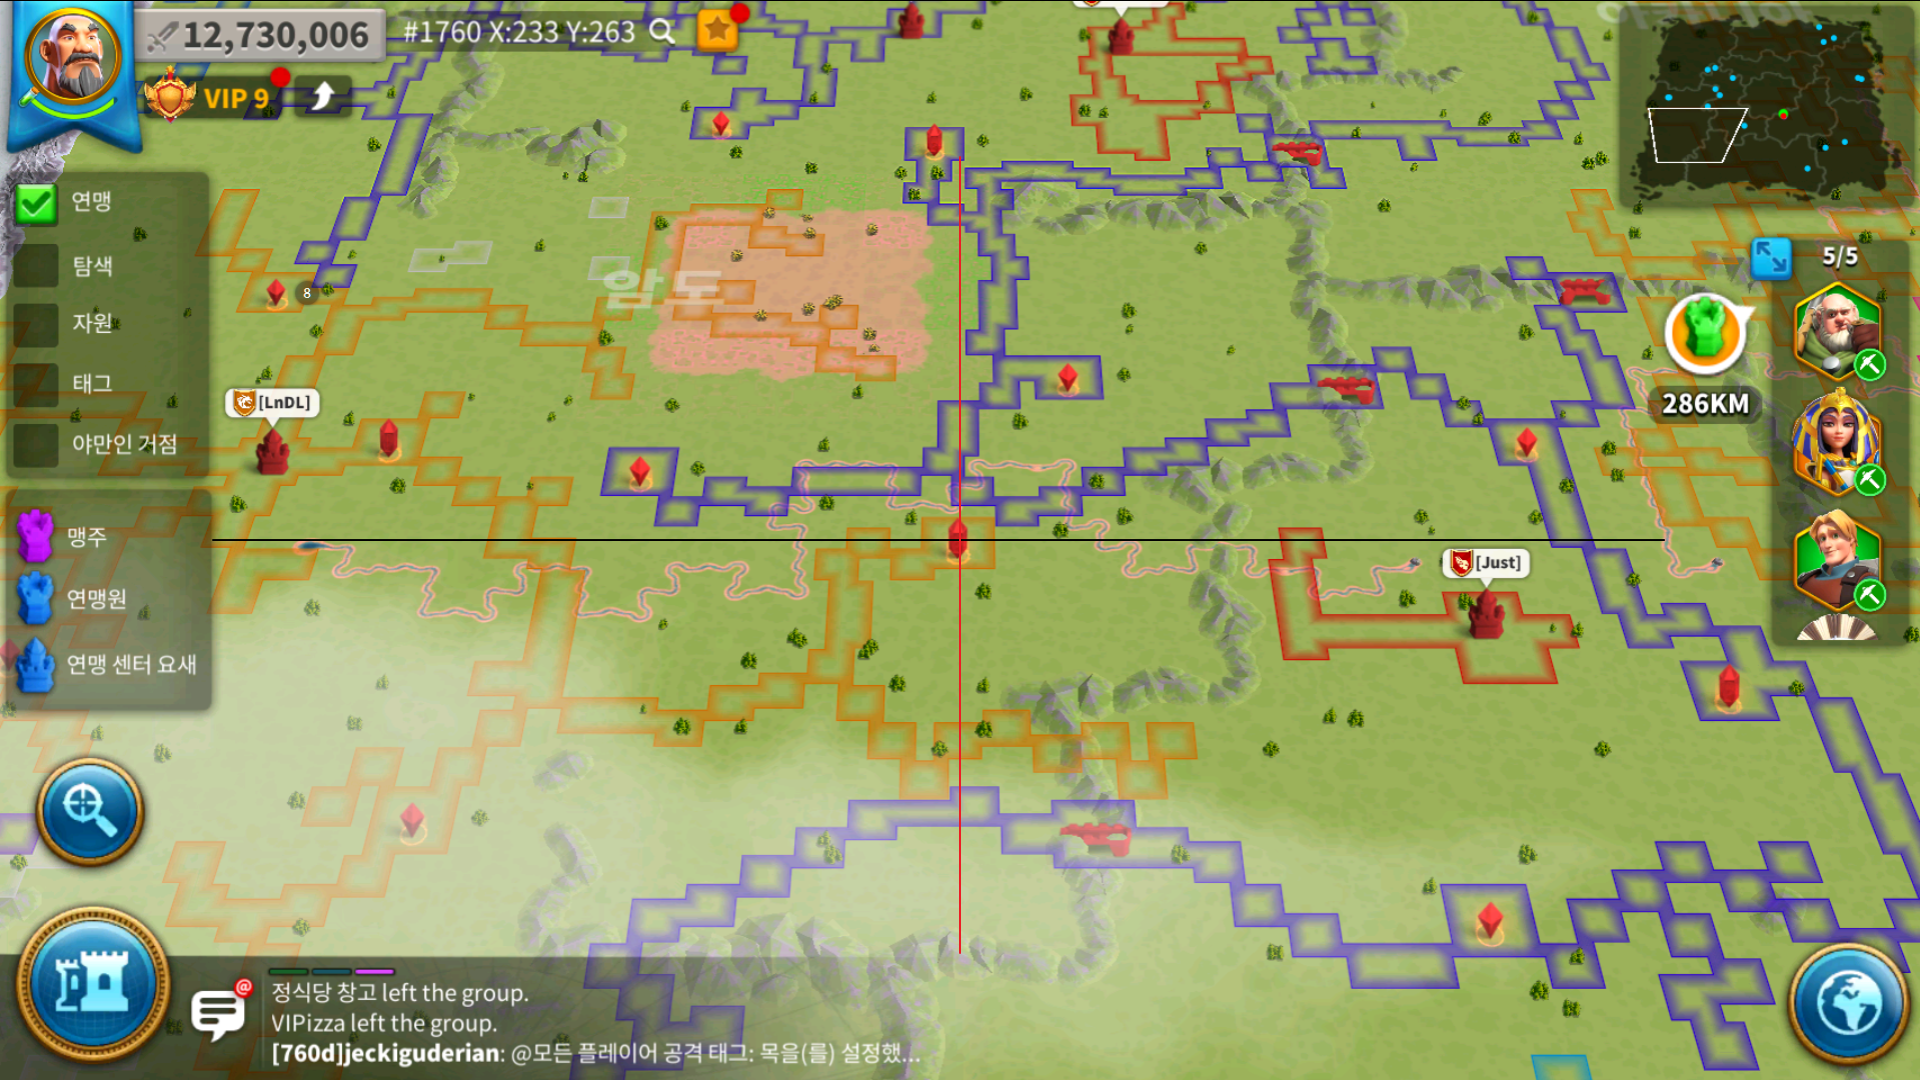 12,730,006
#1760 X:233 Y:263
VIP 9
연맹
탐색
자원
태그
야만인 거점
맹주
연맹원
연맹 센터 요새
8
암도
[LnDL]
[Just]
5/5
286KM
@
정식당 창고 left the group.
VIPizza left the group.
[760d]jeckiguderian: @모든 플레이어 공격 태그: 목을(를) 설정했...